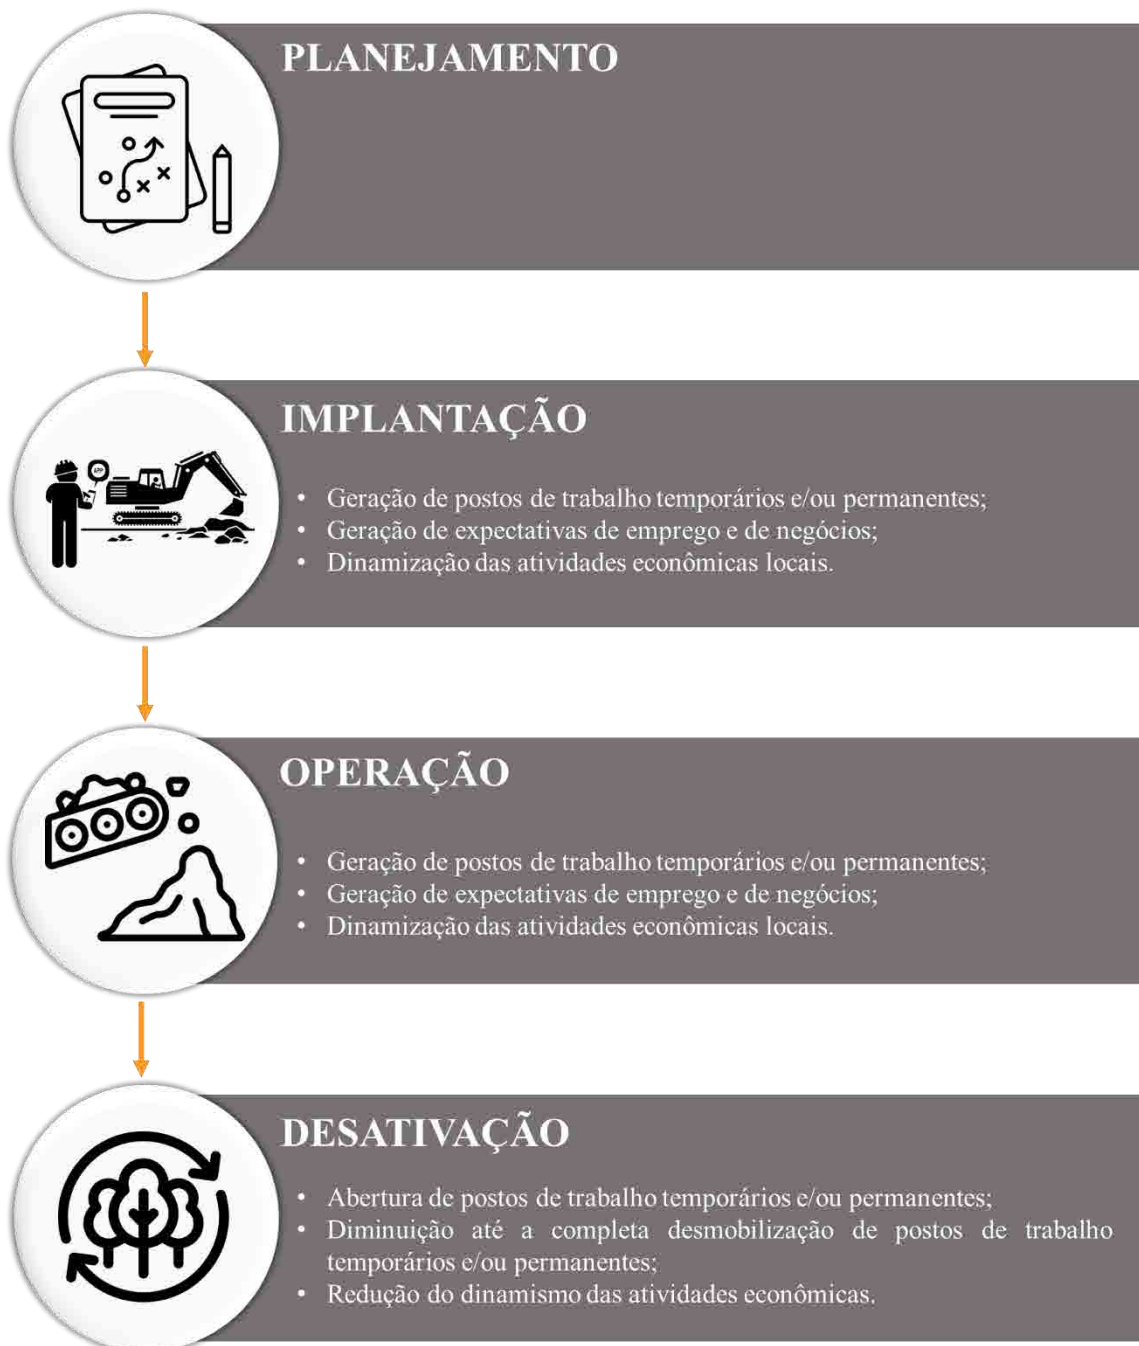 PLANEJAMENTO
IMPLANTAÇÃO
• Geração de postos de trabalho temporários e/ou permanentes;
• Geração de expectativas de emprego e de negócios;
• Dinamização das atividades econômicas locais.
OPERAÇÃO
• Geração de postos de trabalho temporários e/ou permanentes;
• Geração de expectativas de emprego e de negócios;
• Dinamização das atividades econômicas locais.
DESATIVAÇÃO
• Abertura de postos de trabalho temporários e/ou permanentes;
• Diminuição até a completa desmobilização de postos de trabalho
temporários e/ou permanentes;
• Redução do dinamismo das atividades econômicas.